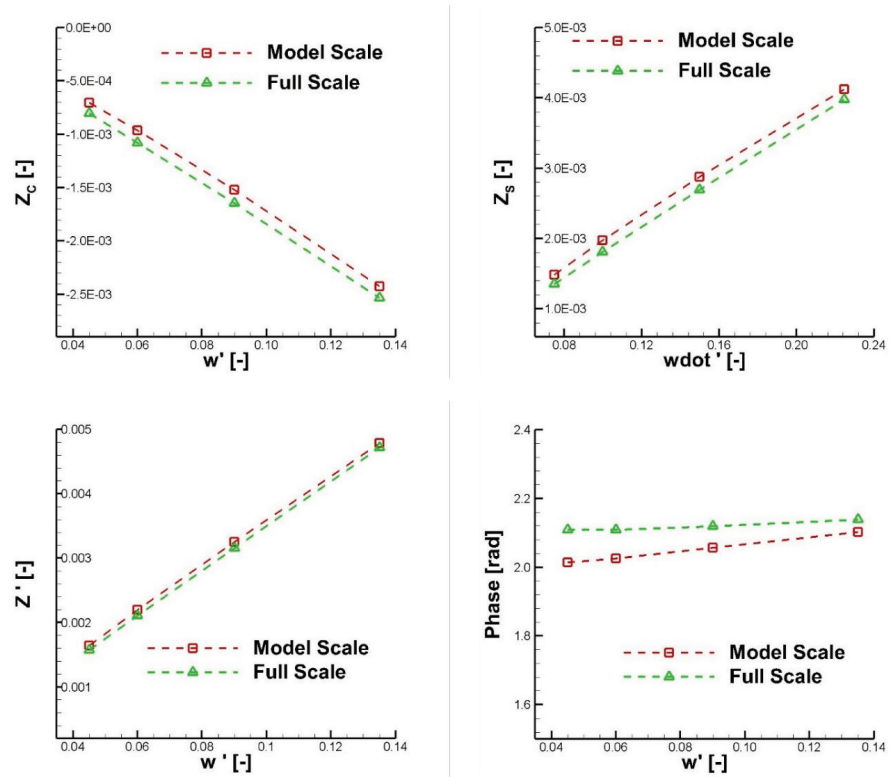 0.0E+00
Model Scale
Full Scale
-5.0E-04
-1.0E-03
-1.5E-03
-2.0E-03
-2.5E-03
Z_C [-]
0.04 0.06 0.08 0.10 0.12 0.14
w' [-]
5.0E-03
Model Scale
Full Scale
4.0E-03
3.0E-03
2.0E-03
1.0E-03
Z_S [-]
0.08 0.12 0.16 0.20 0.24
wdot ' [-]
0.005
0.004
0.003
0.002
0.001
Z ' [-]
Model Scale
Full Scale
0.04 0.06 0.08 0.1 0.12 0.14
w ' [-]
2.4
2.2
2.0
1.8
1.6
Phase [rad]
Model Scale
Full Scale
0.04 0.06 0.08 0.10 0.12 0.14
w' [-]